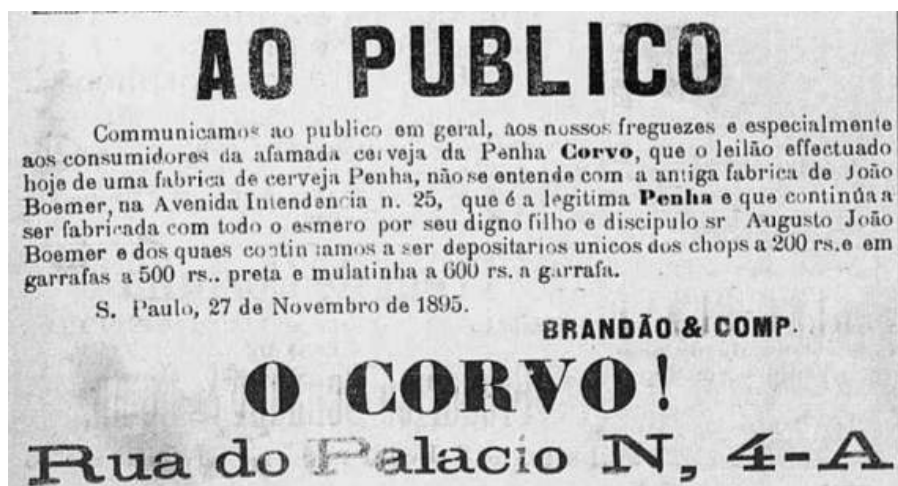 AO PUBLICO
Communicamos ao publico em geral, aos nossos freguezes e especialmente
aos consumidores da afamada cerveja da Penha Corvo, que o leilão effectuado
hoje de uma fabrica de cerveja Penha, não se entende com a antiga fabrica de João
Boemer, na Avenida Intendencia n. 25, que é a legitima Penha e que continúa a
ser fabricada com todo o esmero por seu digno filho e discipulo sr Augusto João
Boemer e dos quaes continuamos a ser depositarios unicos dos chops a 200 rs.e em
garrafas a 500 rs.. preta e mulatinha a 600 rs. a garrafa.
S. Paulo, 27 de Novembro de 1895.
BRANDÃO & COMP.
O CORVO!
Rua do Palacio N, 4-A